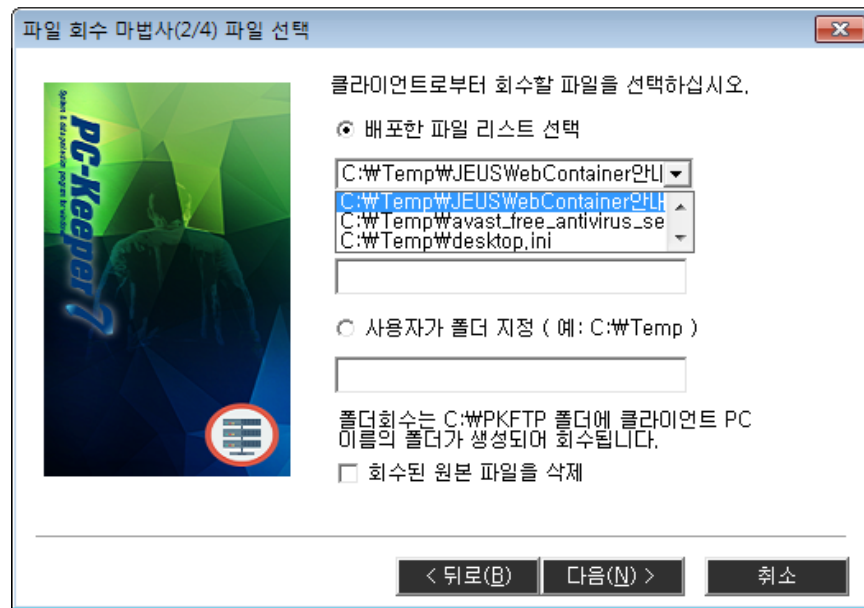 파일 회수 마법사(2/4) 파일 선택
클라이언트로부터 회수할 파일을 선택하십시오.
배포한 파일 리스트 선택
C:₩Temp₩JEUSWebContainer안내
C:₩Temp₩JEUSWebContainer안내
C:₩Temp₩avast_free_antivirus_se
C:₩Temp₩desktop.ini
사용자가 폴더 지정 ( 예: C:₩Temp )
폴더회수는 C:₩PKFTP 폴더에 클라이언트 PC
이름의 폴더가 생성되어 회수됩니다.
회수된 원본 파일을 삭제
PC-Keeper 7
< 뒤로(B)
다음(N) >
취소